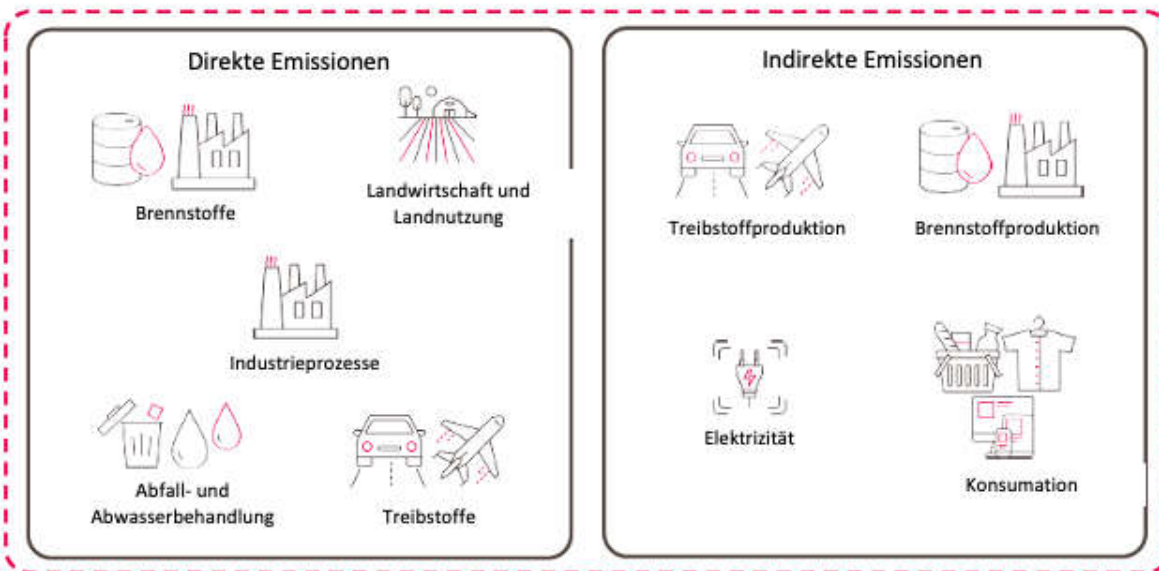 Direkte Emissionen
Brennstoffe
Landwirtschaft und
Landnutzung
Industrieprozesse
Abfall- und
Abwasserbehandlung
Treibstoffe
Indirekte Emissionen
Treibstoffproduktion
Brennstoffproduktion
Elektrizität
Konsumation